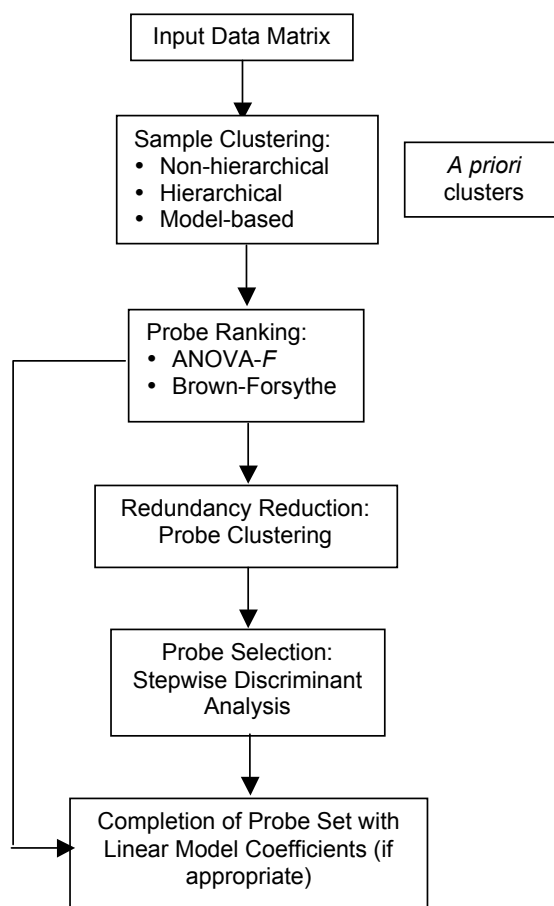 Input Data Matrix
Sample Clustering:
• Non-hierarchical
• Hierarchical
• Model-based
A priori
clusters
Probe Ranking:
• ANOVA-F
• Brown-Forsythe
Redundancy Reduction:
Probe Clustering
Probe Selection:
Stepwise Discriminant
Analysis
Completion of Probe Set with
Linear Model Coefficients (if
appropriate)